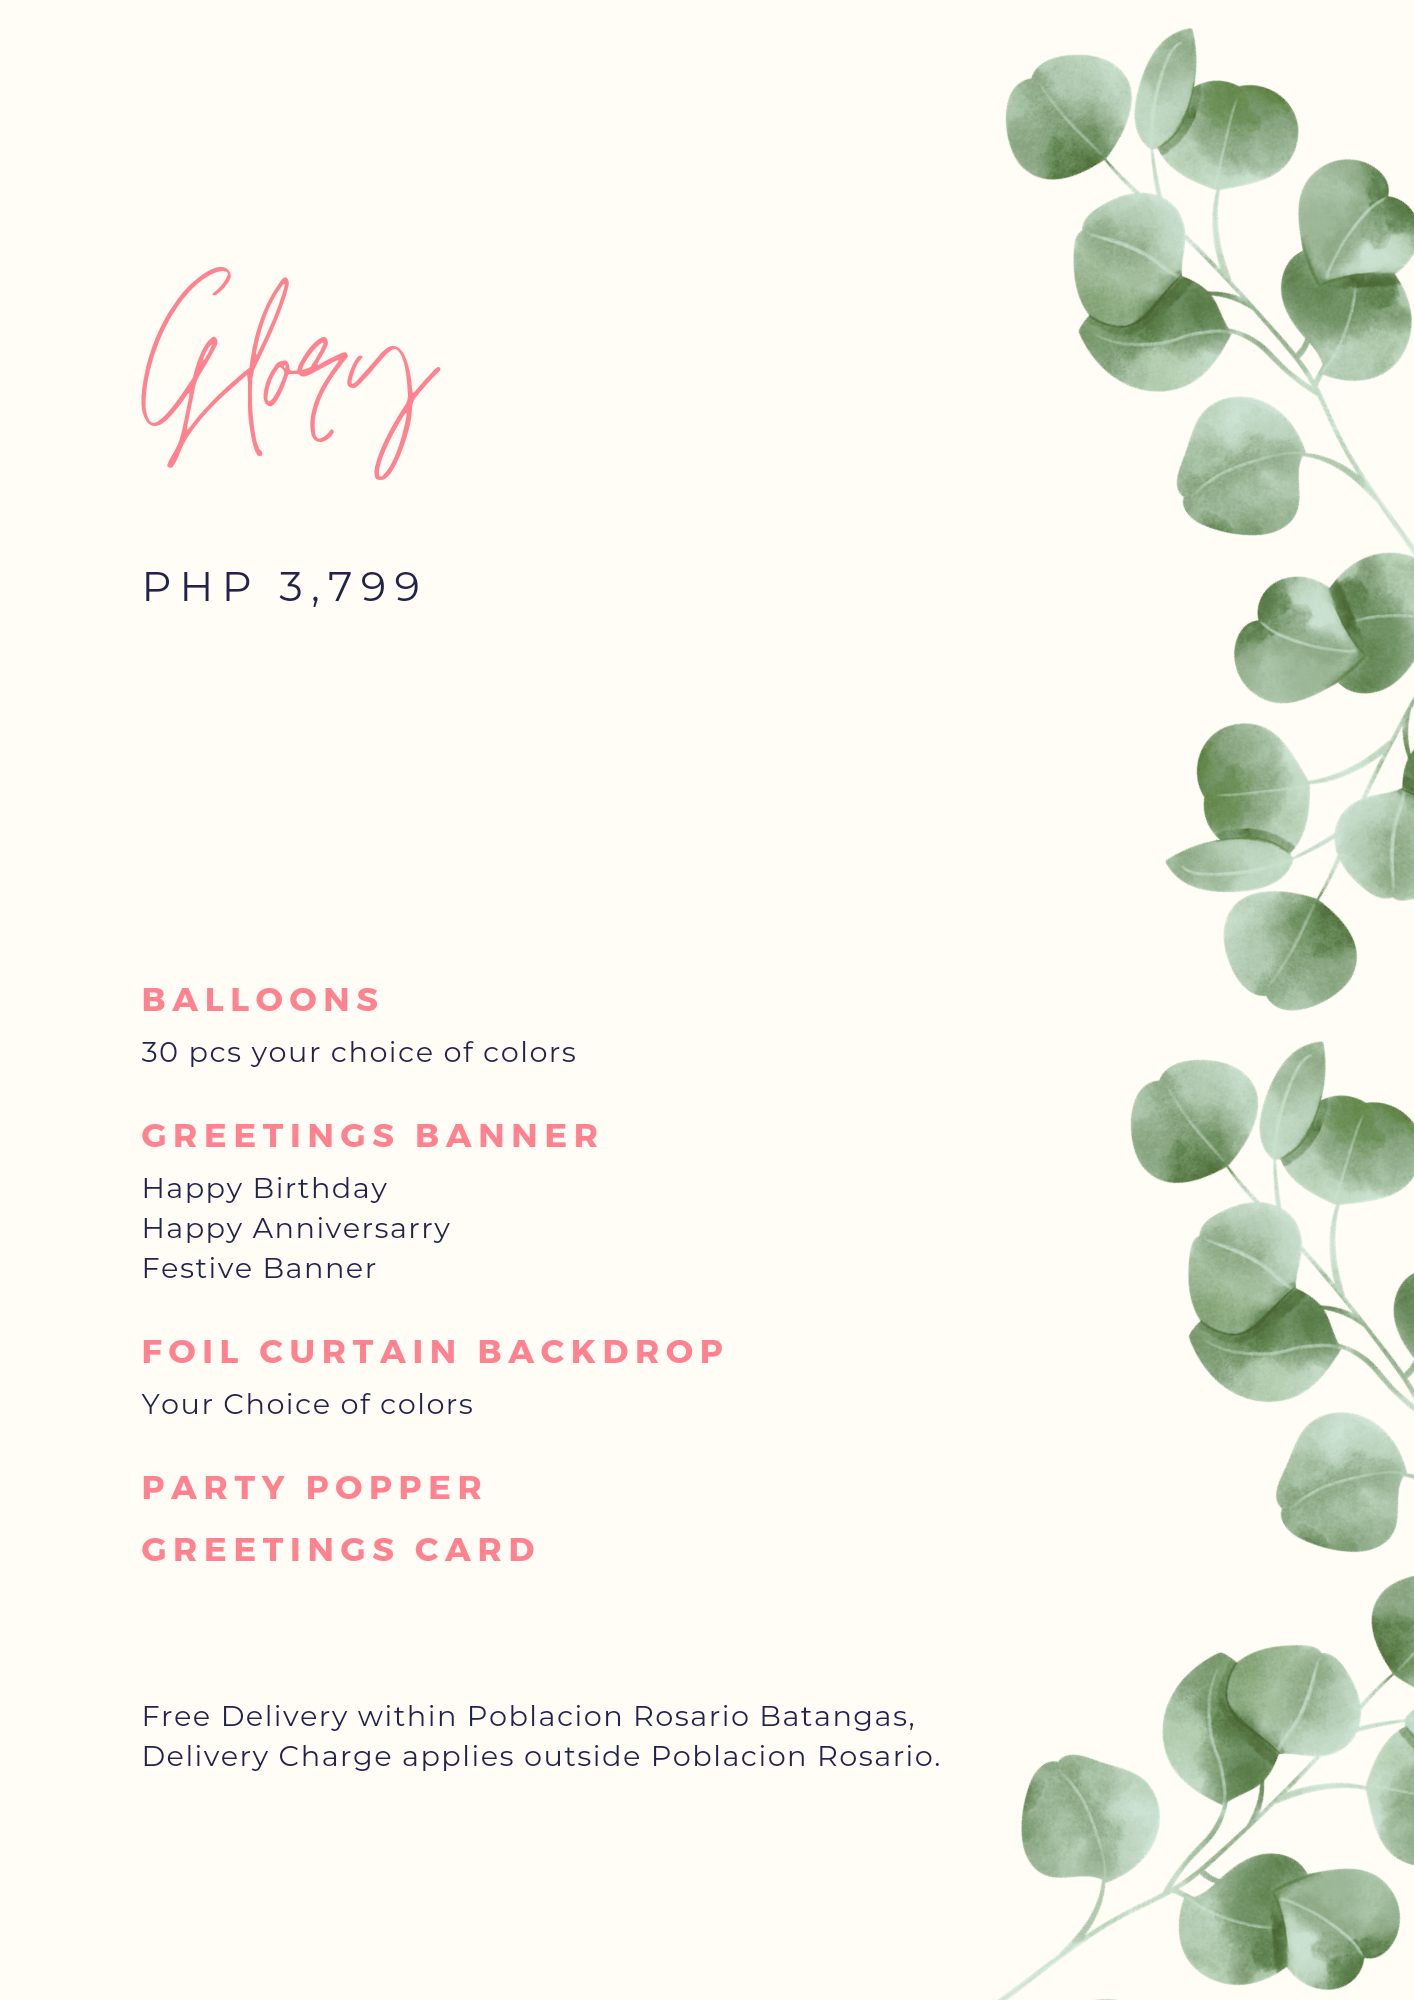 Glory
PHP 3,799
BALLOONS
30 pcs your choice of colors
GREETINGS BANNER
Happy Birthday
Happy Anniversarry
Festive Banner
FOIL CURTAIN BACKDROP
Your Choice of colors
PARTY POPPER
GREETINGS CARD
Free Delivery within Poblacion Rosario Batangas,
Delivery Charge applies outside Poblacion Rosario.